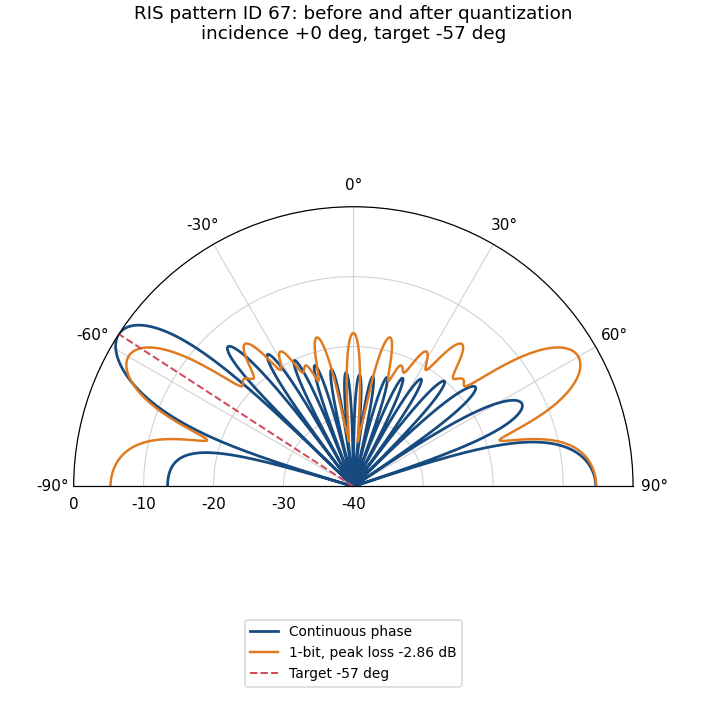 RIS pattern ID 67: before and after quantization
incidence +0 deg, target -57 deg
0°
-30°
30°
-60°
60°
-90°
90°
0
-10
-20
-30
-40
Continuous phase
1-bit, peak loss -2.86 dB
Target -57 deg